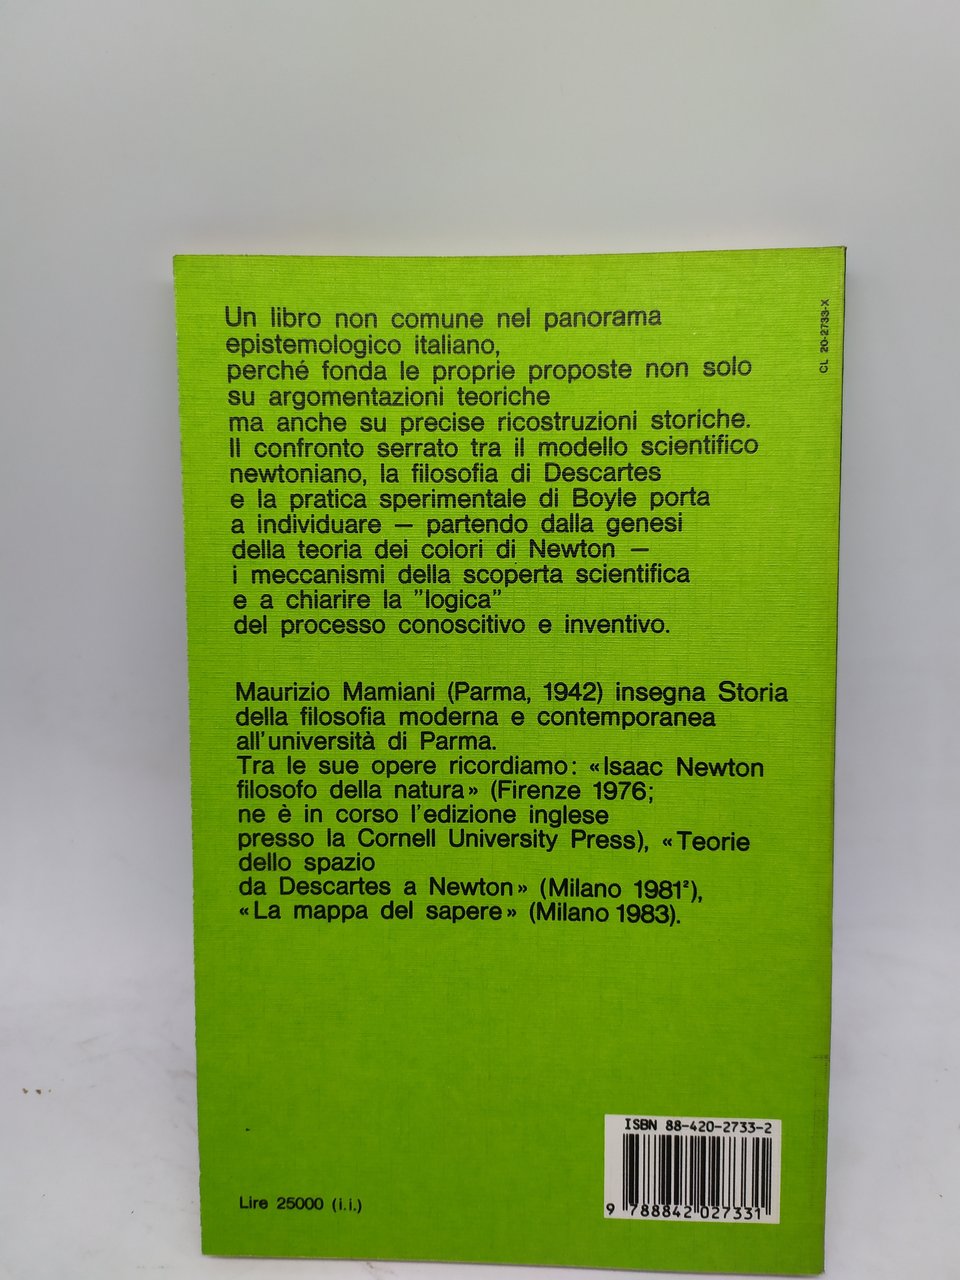 Un libro non comune nel panorama
epistemologico italiano,
perché fonda le proprie proposte non solo
su argomentazioni teoriche
ma anche su precise ricostruzioni storiche.
Il confronto serrato tra il modello scientifico
newtoniano, la filosofia di Descartes
e la pratica sperimentale di Boyle porta
a individuare — partendo dalla genesi
della teoria dei colori di Newton —
i meccanismi della scoperta scientifica
e a chiarire la "logica"
del processo conoscitivo e inventivo.
Maurizio Mamiani (Parma, 1942) insegna Storia
della filosofia moderna e contemporanea
all'università di Parma.
Tra le sue opere ricordiamo: «Isaac Newton
filosofo della natura» (Firenze 1976;
ne è in corso l'edizione inglese
presso la Cornell University Press), «Teorie
dello spazio
da Descartes a Newton» (Milano 1981²),
«La mappa del sapere» (Milano 1983).
CL 20-2733-X
ISBN 88-420-2733-2
9 788842 027331
Lire 25000 (i.i.)